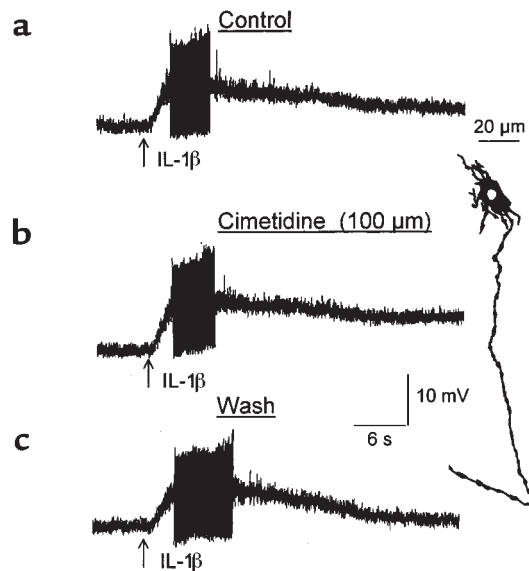 a
Control
IL-1β
20 µm
b
Cimetidine (100 µm)
IL-1β
10 mV
6 s
c
Wash
IL-1β